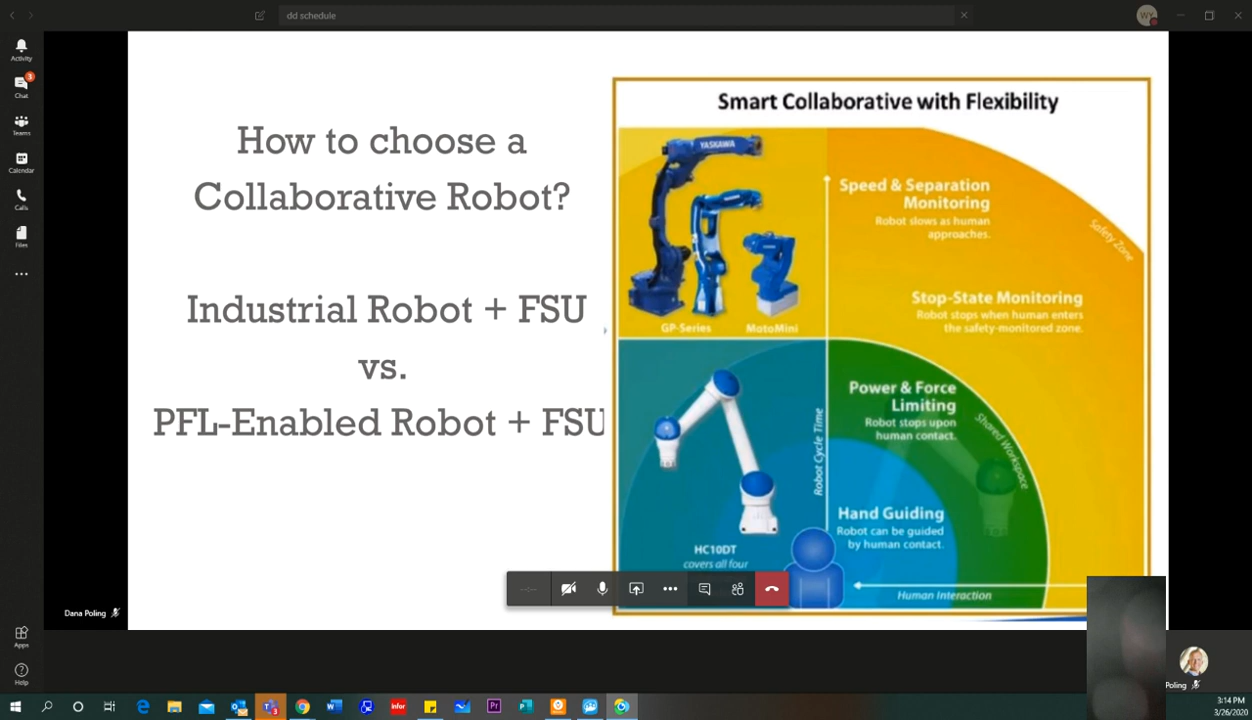 dd schedule
WY
Activity
3
Chat
Teams
Calendar
Calls
Files
Apps
Help
How to choose a
Collaborative Robot?
Industrial Robot + FSU
vs.
PFL-Enabled Robot + FSU
Smart Collaborative with Flexibility
YASKAWA
GP-Series
MotoMini
Speed & Separation
Monitoring
Robot slows as human
approaches.
Safety Zone
Stop-State Monitoring
Robot stops when human enters
the safety-monitored zone.
Power & Force
Limiting
Robot stops upon
human contact.
Shared Workspace
Robot Cycle Time
Hand Guiding
Robot can be guided
by human contact.
HC10DT
covers all four
Human Interaction
Dana Poling
Poling
Infor
Pr
3:14 PM
3/26/2020